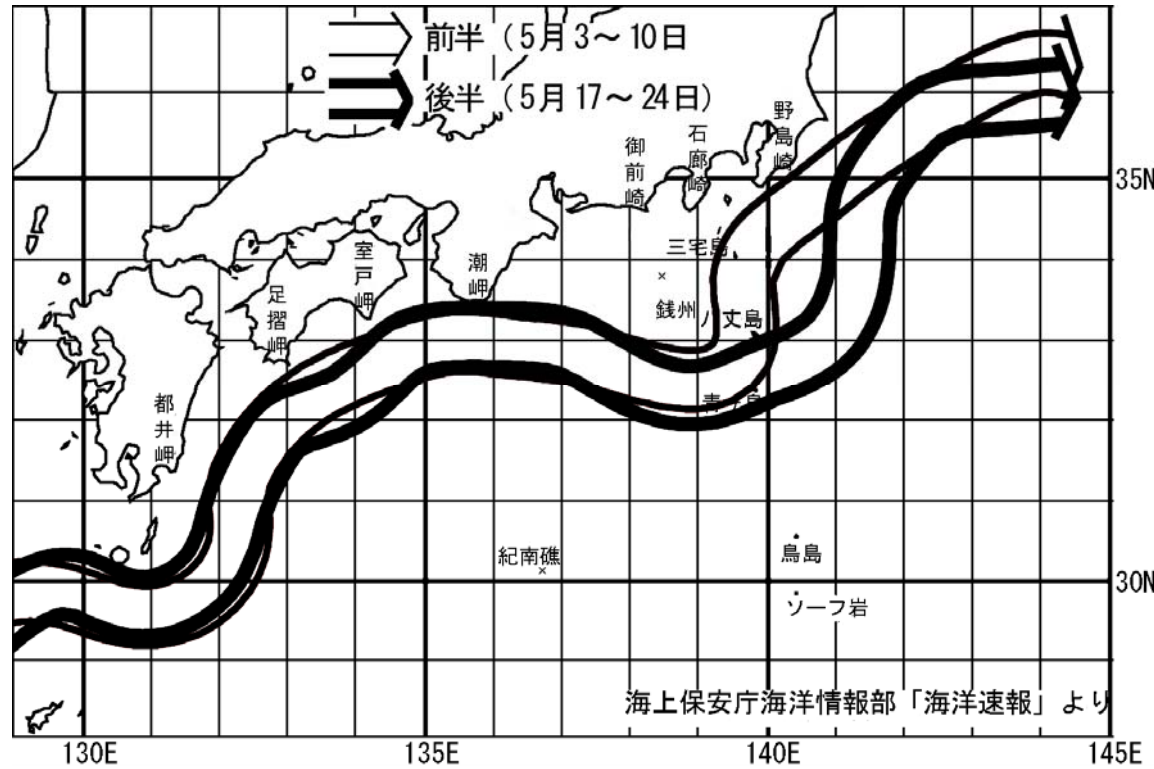 前半（5月3〜10日
後半（5月17〜24日）
野島崎
石廊崎
御前崎
35N
室戸岬
三宅島
潮岬
足摺岬
銭州
八丈島
青ヶ島
都井岬
紀南礁
鳥島
30N
ソーフ岩
海上保安庁海洋情報部「海洋速報」より
130E
135E
140E
145E